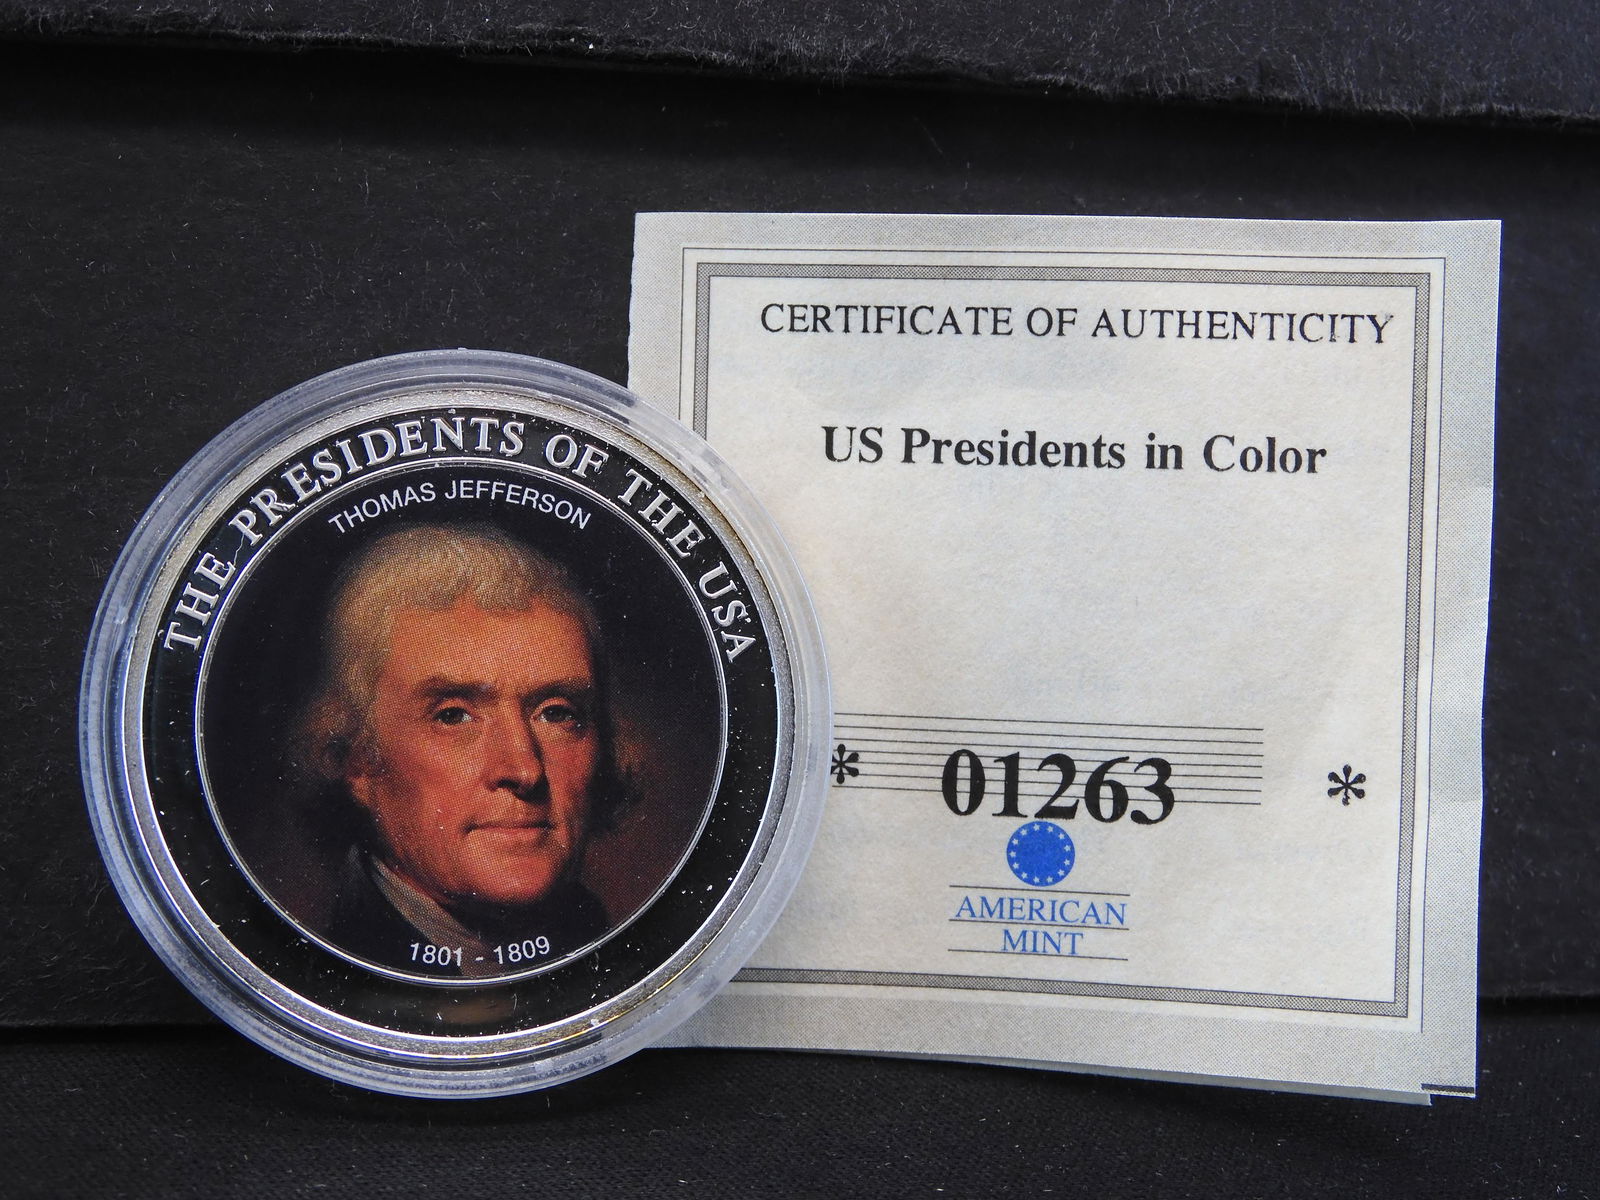 THE PRESIDENTS OF THE USA
THOMAS JEFFERSON
1801 - 1809
CERTIFICATE OF AUTHENTICITY
US Presidents in Color
* 01263 *
AMERICAN
MINT